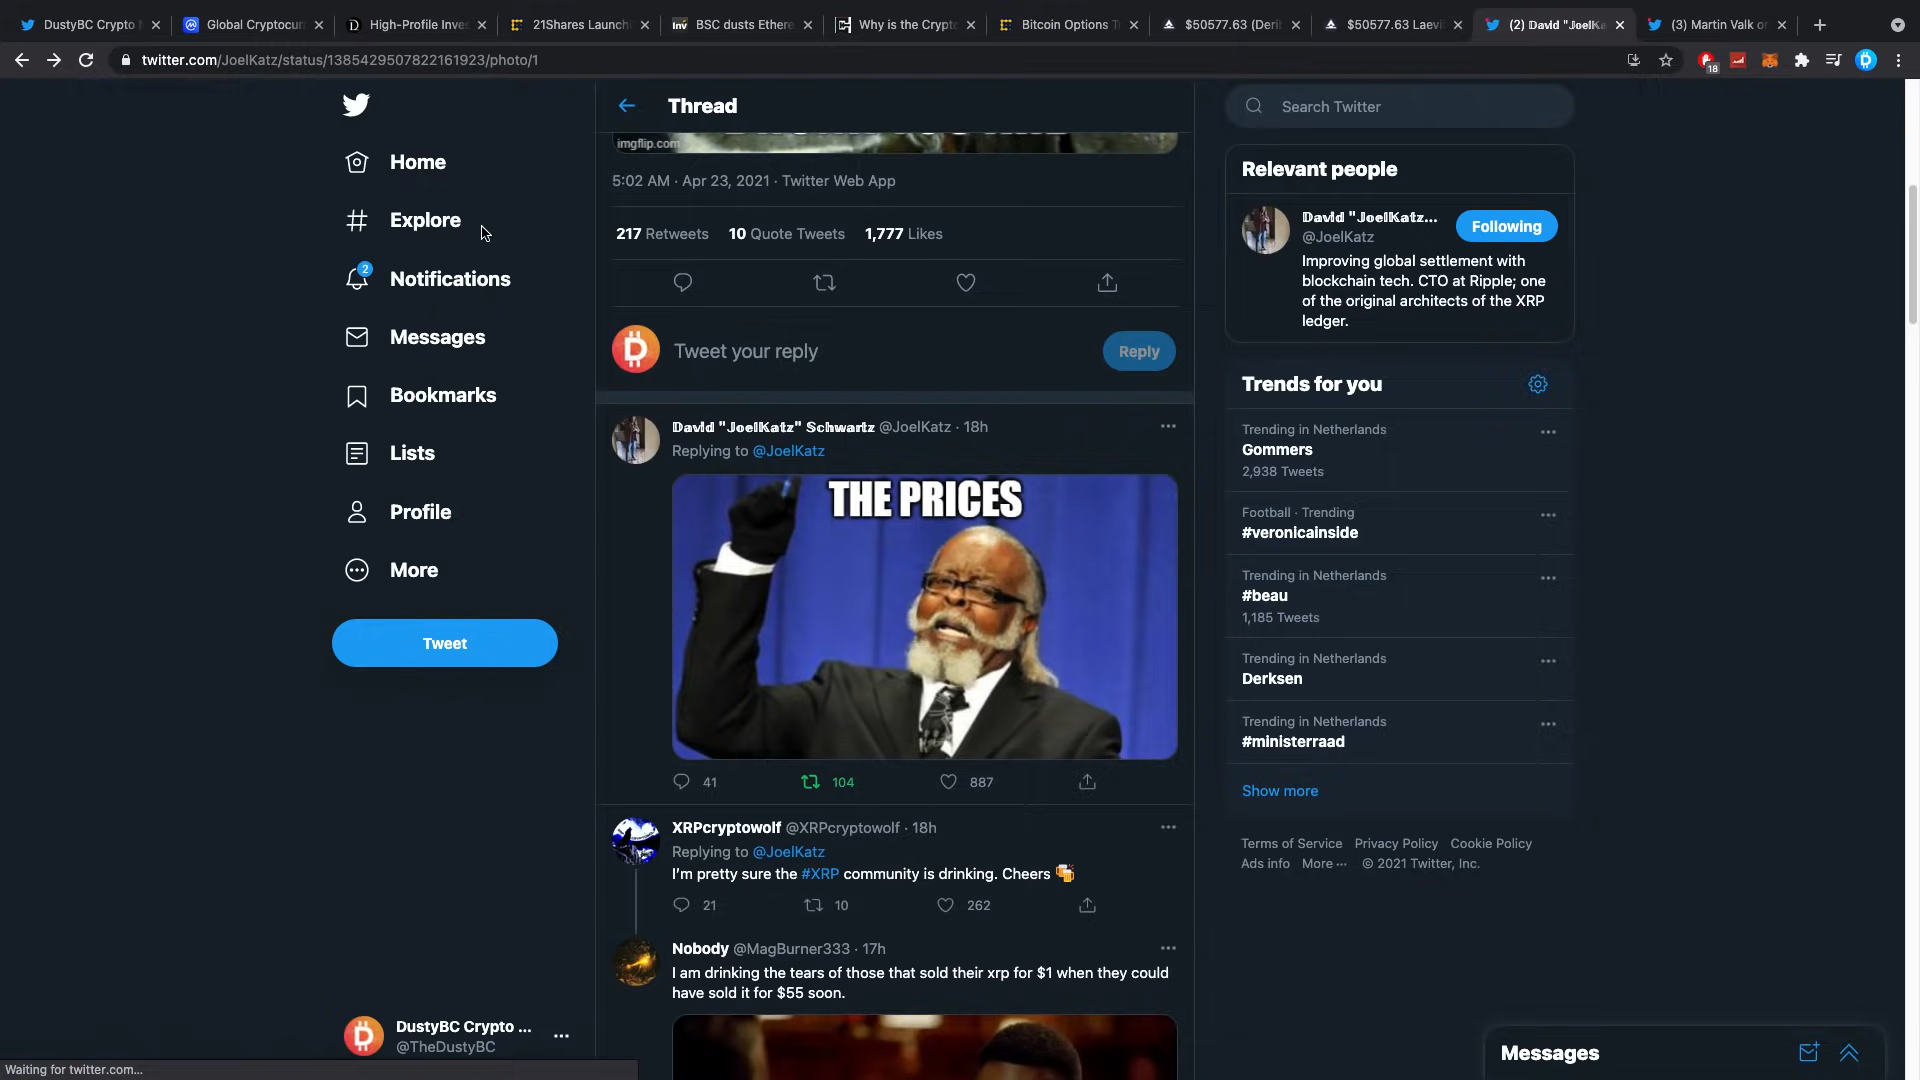 DustyBC Crypto
Global Cryptocur
High-Profile Inve
21Shares Launch
BSC dusts Ethere
Why is the Crypto
Bitcoin Options T
$50577.63 (Deri
$50577.63 Laevi
(2) David "JoelKa
(3) Martin Valk o
twitter.com/JoelKatz/status/1385429507822161923/photo/1
18
Home
Explore
2
Notifications
Messages
Bookmarks
Lists
Profile
More
Tweet
DustyBC Crypto ...
@TheDustyBC
Waiting for twitter.com...
Thread
imgflip.com
5:02 AM · Apr 23, 2021 · Twitter Web App
217 Retweets 10 Quote Tweets 1,777 Likes
Tweet your reply
Reply
David "JoelKatz" Schwartz @JoelKatz · 18h
Replying to @JoelKatz
THE PRICES
41 104 887
XRPcryptowolf @XRPcryptowolf · 18h
Replying to @JoelKatz
I'm pretty sure the #XRP community is drinking. Cheers
21 10 262
Nobody @MagBurner333 · 17h
I am drinking the tears of those that sold their xrp for $1 when they could
have sold it for $55 soon.
Search Twitter
Relevant people
David "JoelKatz...
@JoelKatz
Following
Improving global settlement with
blockchain tech. CTO at Ripple; one
of the original architects of the XRP
ledger.
Trends for you
Trending in Netherlands
Gommers
2,938 Tweets
Football · Trending
#veronicainside
Trending in Netherlands
#beau
1,185 Tweets
Trending in Netherlands
Derksen
Trending in Netherlands
#ministerraad
Show more
Terms of Service Privacy Policy Cookie Policy
Ads info More ··· © 2021 Twitter, Inc.
Messages